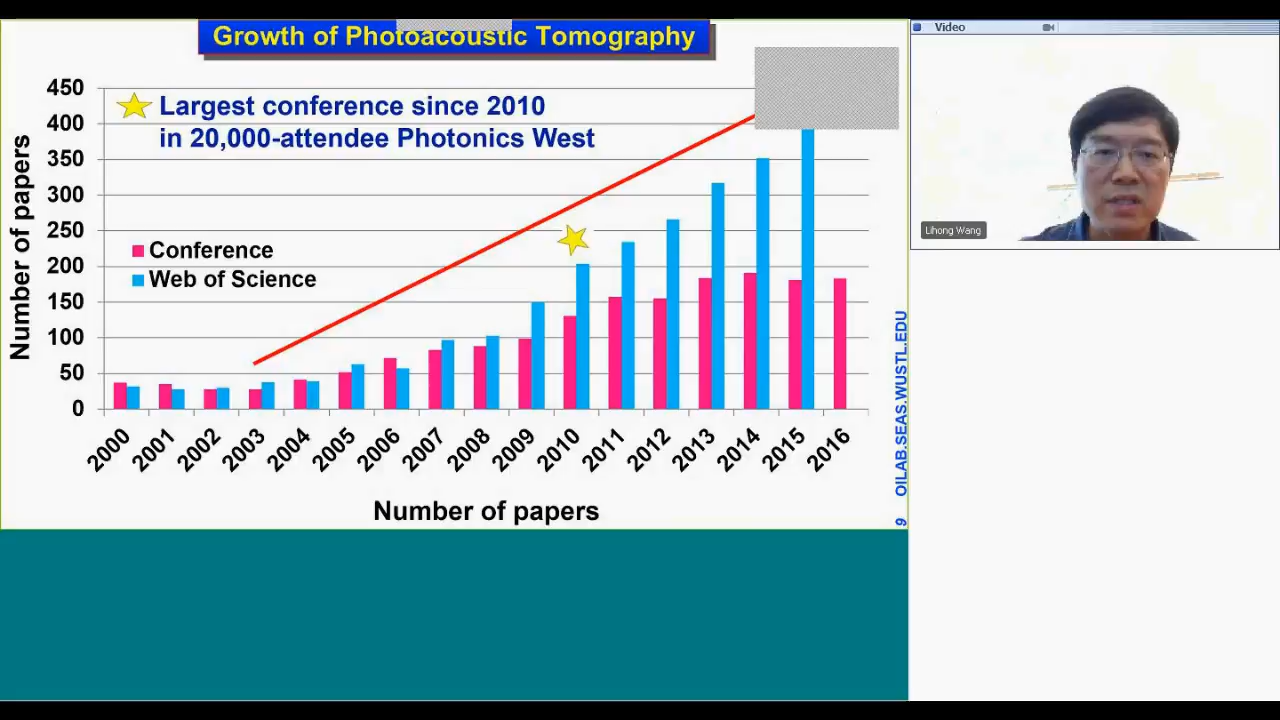 Growth of Photoacoustic Tomography
Largest conference since 2010
in 20,000-attendee Photonics West
Number of papers
450
400
350
300
250
200
150
100
50
0
Conference
Web of Science
2000
2001
2002
2003
2004
2005
2006
2007
2008
2009
2010
2011
2012
2013
2014
2015
2016
Number of papers
9 OILAB.SEAS.WUSTL.EDU
Video
Lihong Wang